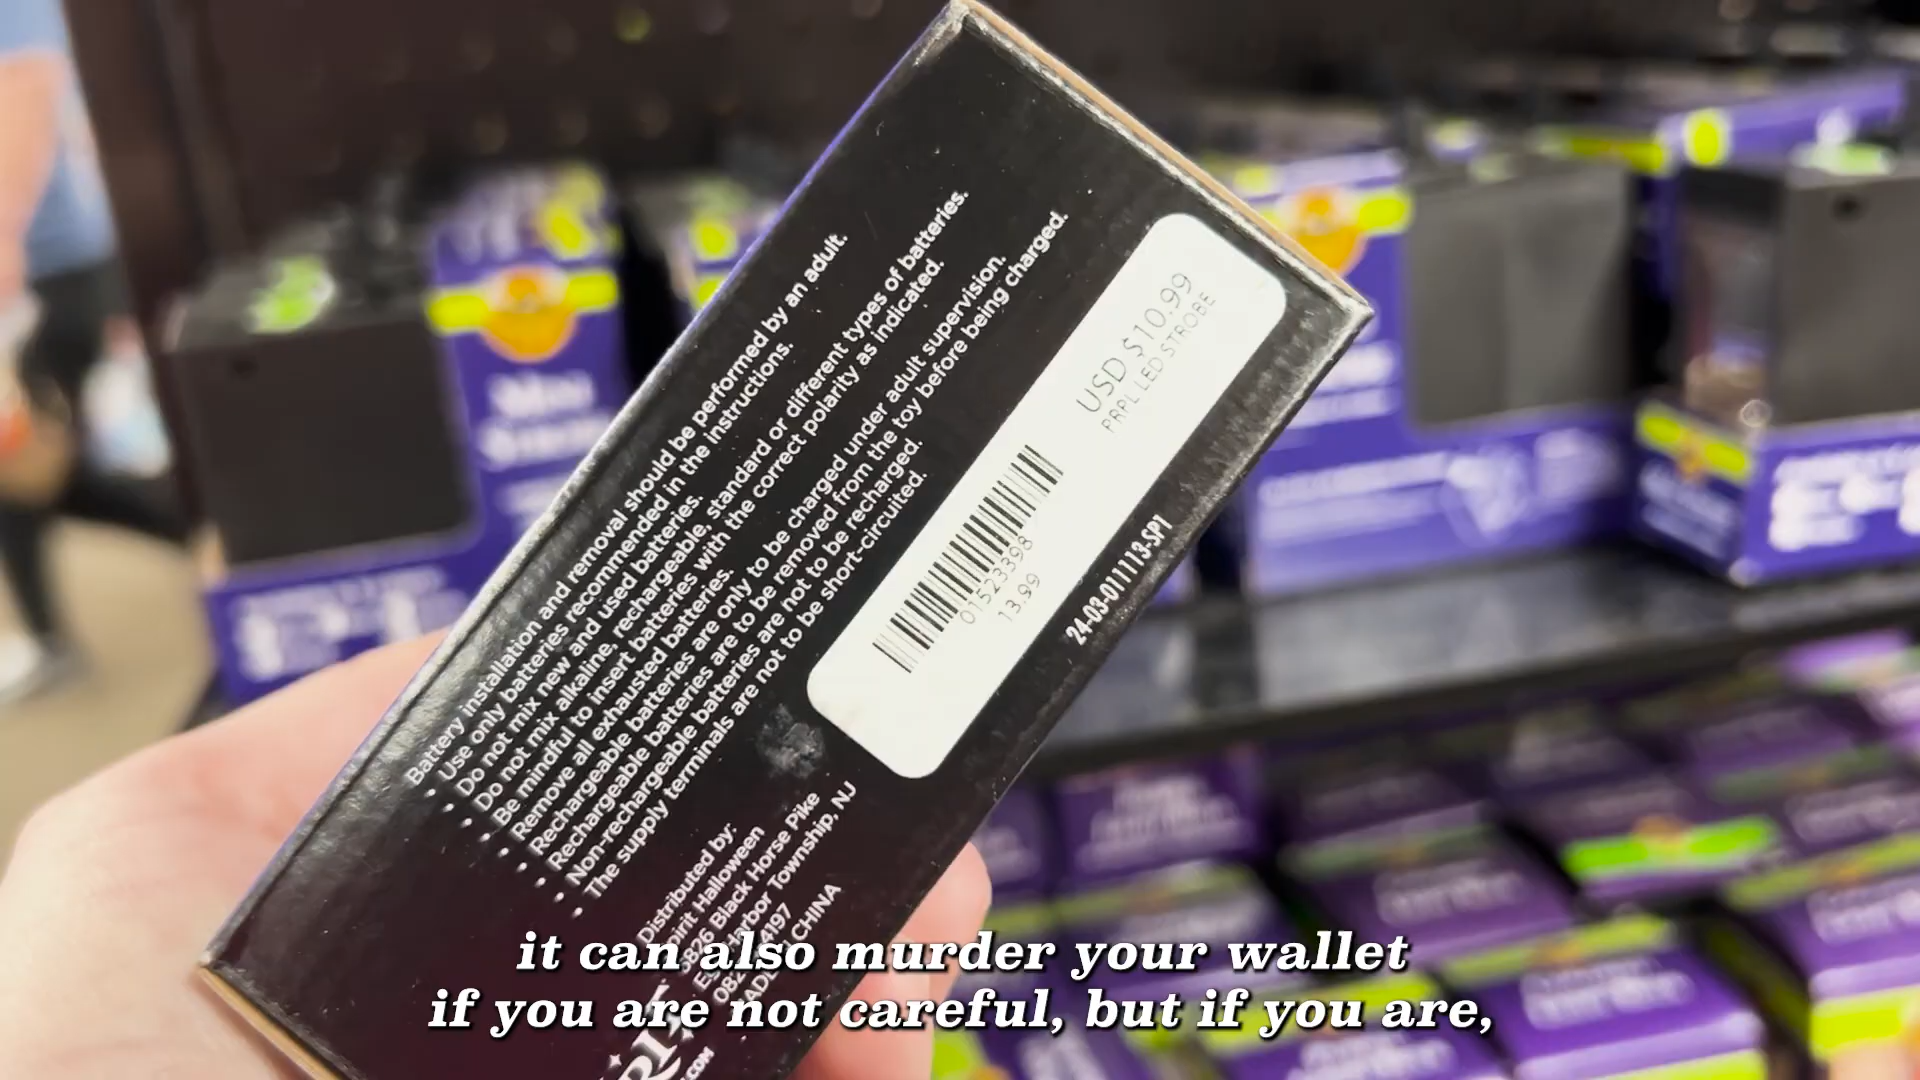 Battery installation and removal should be performed by an adult.
• Use only batteries recommended in the instructions.
• Do not mix new and used batteries.
• Do not mix alkaline, rechargeable, standard or different types of batteries.
• Be mindful to insert batteries with the correct polarity as indicated.
• Remove all exhausted batteries.
• Rechargeable batteries are only to be charged under adult supervision.
• Rechargeable batteries are to be removed from the toy before being charged.
• Non-rechargeable batteries are not to be recharged.
• The supply terminals are not to be short-circuited.
USD $10.99
PRPL LED STROBE
01523398
13.99
24-03-011113-SP1
Distributed by:
Spirit Halloween
6826 Black Horse Pike
Harbor Township, NJ
CHINA
it can also murder your wallet
if you are not careful, but if you are,